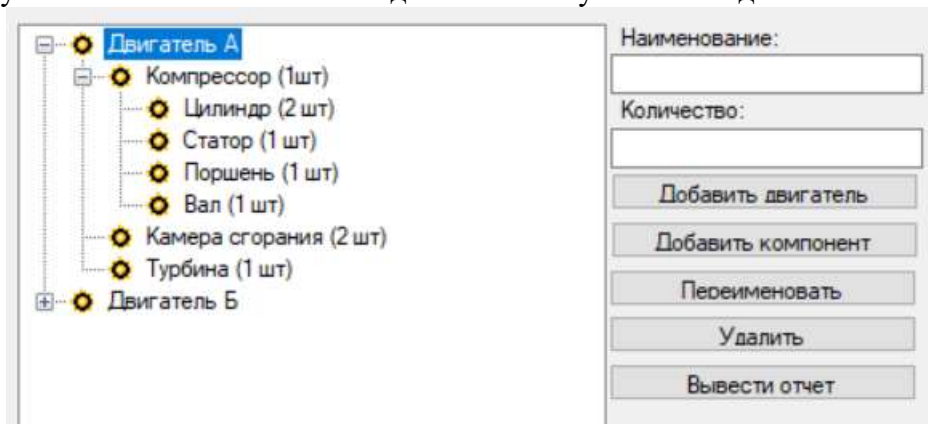 Двигатель А
Компрессор (1шт)
Цилиндр (2 шт)
Статор (1 шт)
Поршень (1 шт)
Вал (1 шт)
Камера сгорания (2 шт)
Турбина (1 шт)
Двигатель Б
Наименование:
Количество:
Добавить двигатель
Добавить компонент
Переименовать
Удалить
Вывести отчет